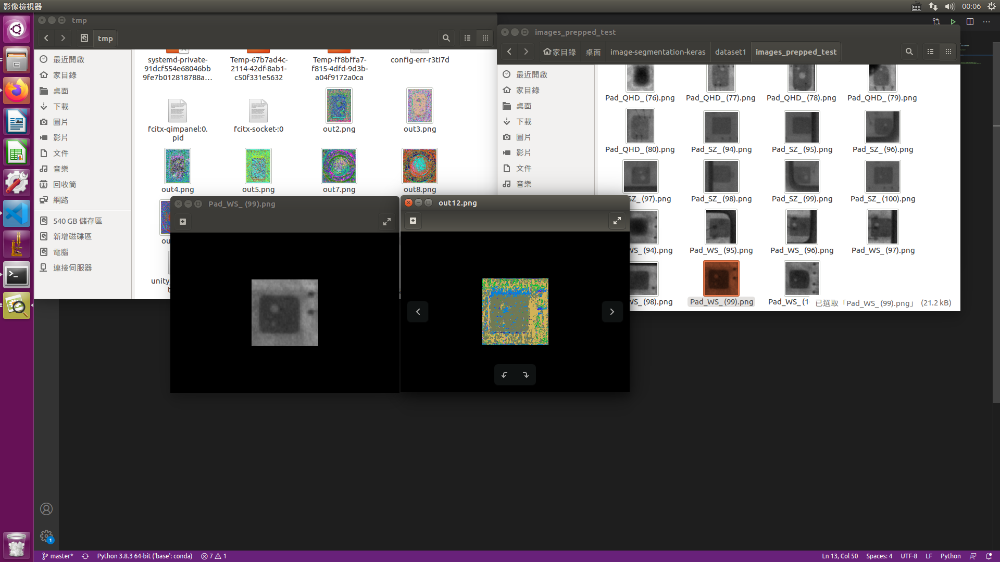 影像檢視器
00:06
tmp
tmp
最近開啟
家目錄
桌面
下載
圖片
影片
文件
音樂
回收筒
網路
540 GB 儲存區
新增磁碟區
電腦
連接伺服器
systemd-private-
91dcf554e68046bb
9fe7b012818788a…
Temp-67b7ad4c-
2114-42df-8ab1-
c50f331e5632
Temp-ff8bffa7-
f815-4dfd-9d3b-
a04f9172a0ca
config-err-r3tI7d
fcitx-qimpanel:0.
pid
fcitx-socket-:0
out2.png
out3.png
out4.png
out5.png
out7.png
out8.png
ou
unity_
t
images_prepped_test
家目錄
桌面
image-segmentation-keras
dataset1
images_prepped_test
最近開啟
家目錄
桌面
下載
圖片
影片
文件
音樂
Pad_QHD_ (76).png
Pad_QHD_ (77).png
Pad_QHD_ (78).png
Pad_QHD_ (79).png
Pad_QHD_ (80).png
Pad_SZ_ (94).png
Pad_SZ_ (95).png
Pad_SZ_ (96).png
SZ_ (97).png
Pad_SZ_ (98).png
Pad_SZ_ (99).png
Pad_SZ_ (100).png
WS_ (94).png
Pad_WS_ (95).png
Pad_WS_ (96).png
Pad_WS_ (97).png
WS_ (98).png
Pad_WS_ (99).png
Pad_WS_ (1
已選取「Pad_WS_ (99).png」 (21.2 kB)
Pad_WS_ (99).png
out12.png
1
master*
Python 3.8.3 64-bit ('base': conda)
7
1
Ln 13, Col 50
Spaces: 4
UTF-8
LF
Python